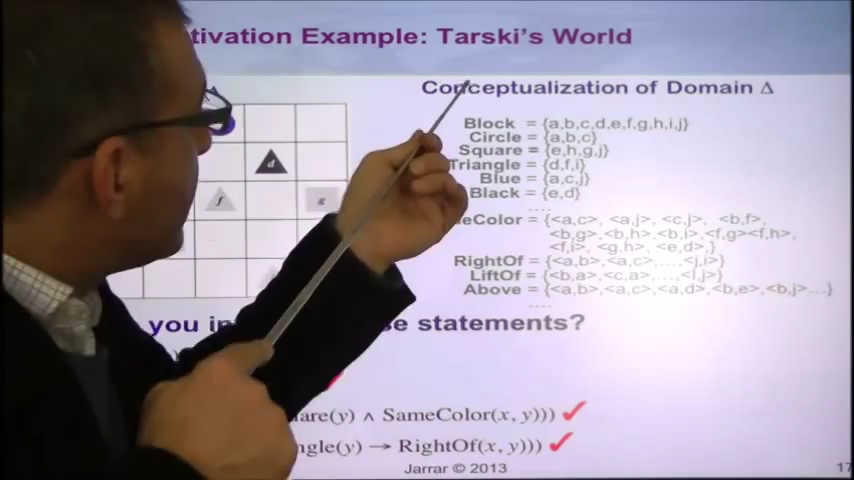 tivation Example: Tarski's World
Conceptualization of Domain Δ
Block = {a,b,c,d,e,f,g,h,i,j}
Circle = {a,b,c}
Square = {e,h,g,j}
Triangle = {d,f,i}
Blue = {a,c,j}
Black = {e,d}
....
eColor = {<a,c>, <a,j>, <c,j>, <b,f>,
<b,g>, <b,h>, <b,i>, <f,g><f,h>,
<f,i>, <g,h>, <e,d>,}
RightOf = {<a,b>, <a,c>,....,<j,i>}
LiftOf = {<b,a>, <c,a>,....,<I,j>}
Above = {<a,b>,<a,c>,<a,d>,<b,e>,<b,j>...}
....
d
f
g
you in se statements?
are(y) ∧ SameColor(x, y))) ✓
ngle(y) → RightOf(x, y))) ✓
Jarrar © 2013
17